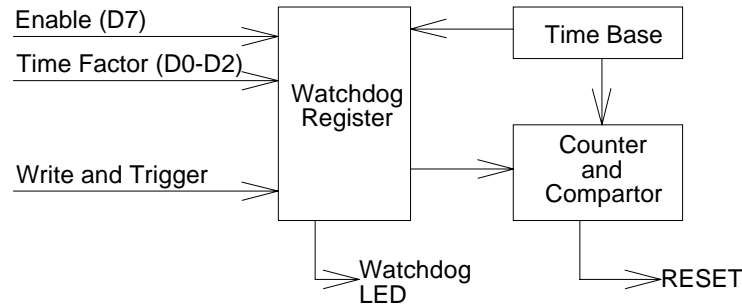 Enable (D7)
Time Factor (D0-D2)
Write and Trigger
Watchdog
Register
Time Base
Counter
and
Compartor
Watchdog
LED
RESET